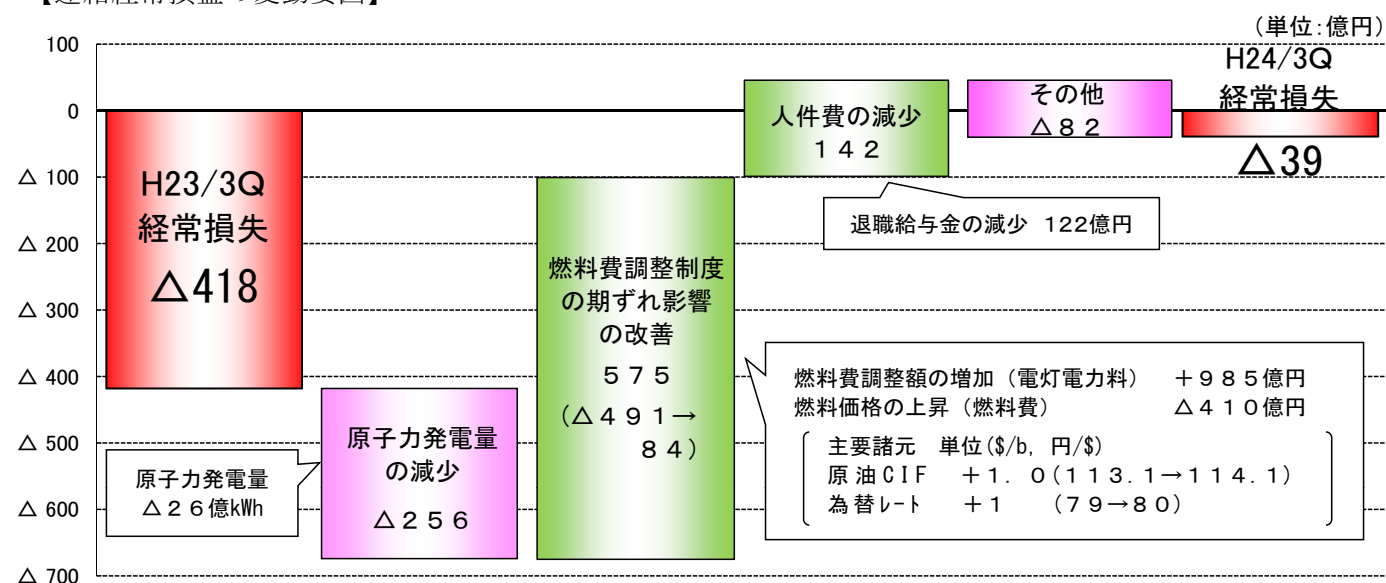 【連結経常損益の変動要因】
(単位:億円)
100
0
△ 100
△ 200
△ 300
△ 400
△ 500
△ 600
△ 700
H23/3Q
経常損失
△418
原子力発電量
△26億kWh
原子力発電量
の減少
△256
燃料費調整制度
の期ずれ影響
の改善
575
(△491→
84)
人件費の減少
142
退職給与金の減少 122億円
その他
△82
H24/3Q
経常損失
△39
燃料費調整額の増加(電灯電力料) +985億円
燃料価格の上昇(燃料費) △410億円
主要諸元 単位($/b, 円/$)
原油CIF +1.0(113.1→114.1)
為替レート +1 (79→80)